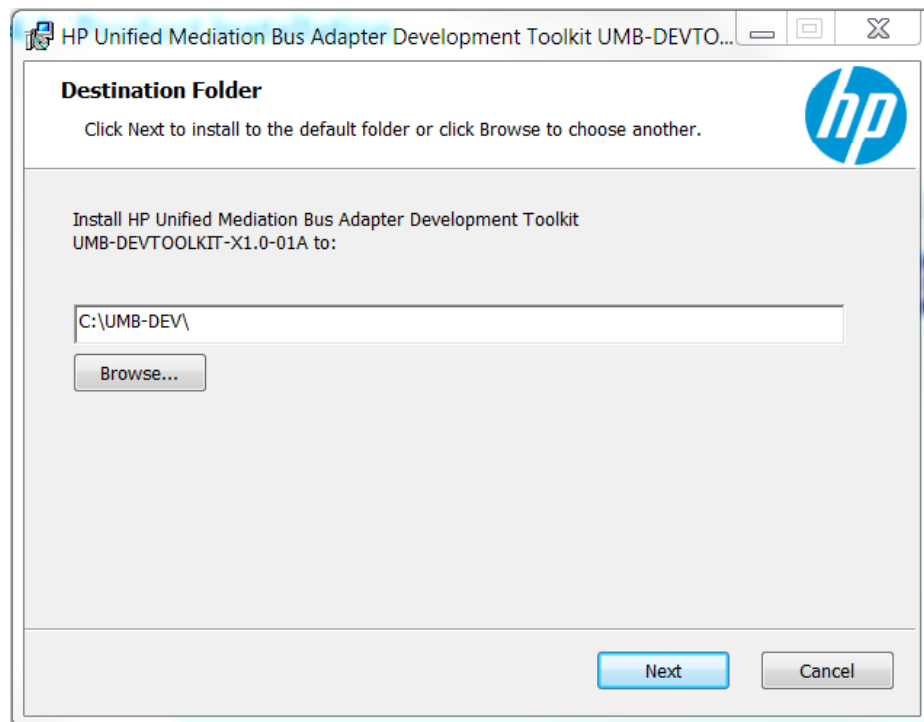 HP Unified Mediation Bus Adapter Development Toolkit UMB-DEVTO...
Destination Folder
Click Next to install to the default folder or click Browse to choose another.
hp
Install HP Unified Mediation Bus Adapter Development Toolkit
UMB-DEVTOOLKIT-X1.0-01A to:
C:\UMB-DEV\
Browse...
Next
Cancel